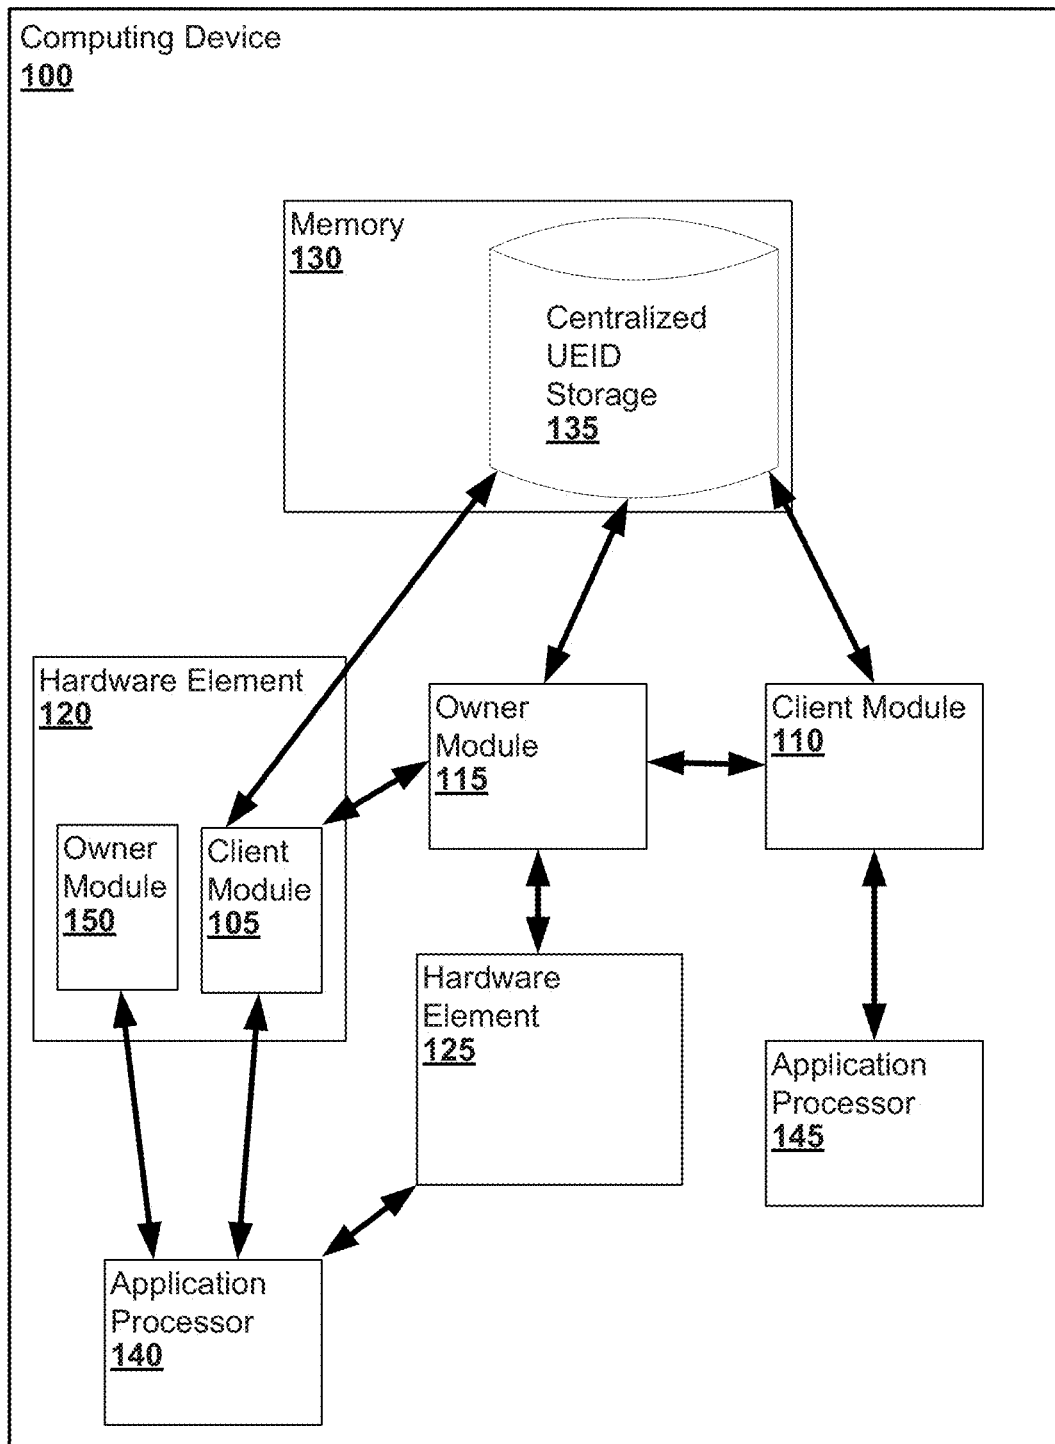 Computing Device
100
Memory
130
Centralized
UEID
Storage
135
Hardware Element
120
Owner
Module
115
Client Module
110
Owner
Module
150
Client
Module
105
Hardware
Element
125
Application
Processor
145
Application
Processor
140